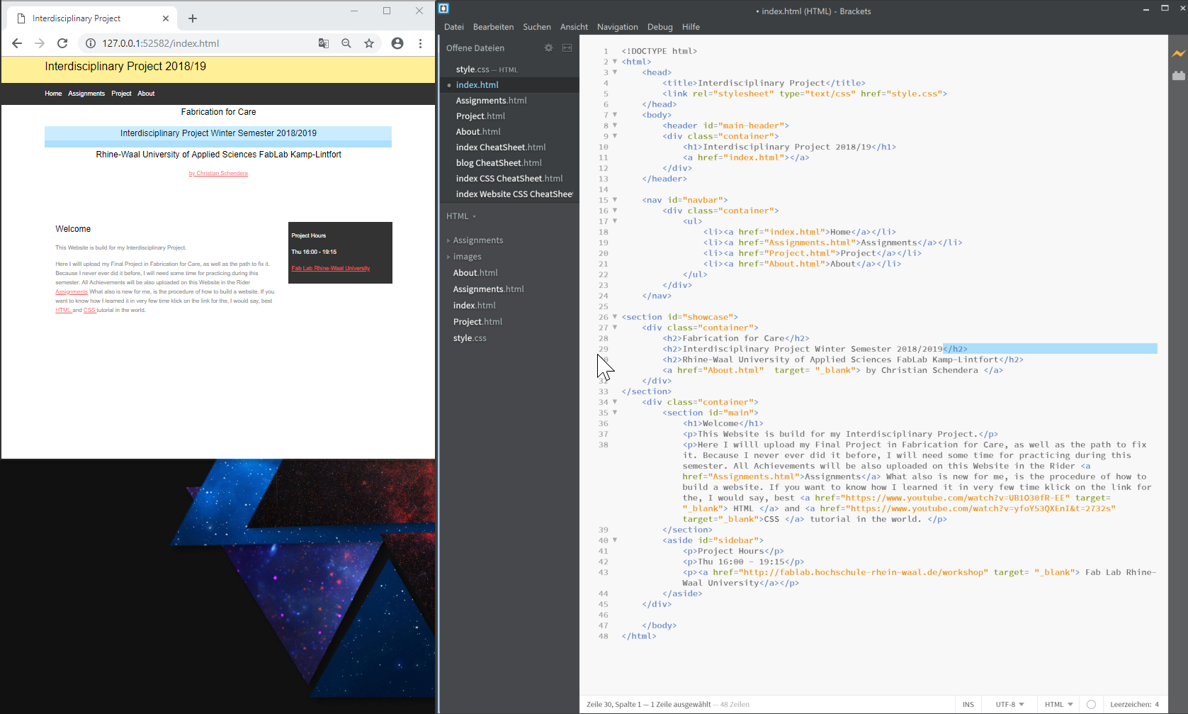 Interdisciplinary Project
127.0.0.1:52582/index.html
Interdisciplinary Project 2018/19
Home Assignments Project About
Fabrication for Care
Interdisciplinary Project Winter Semester 2018/2019
Rhine-Waal University of Applied Sciences FabLab Kamp-Lintfort
by Christian Schendera
Welcome
This Website is build for my Interdisciplinary Project.
Here I willl upload my Final Project in Fabrication for Care, as well as the path to fix it.
Because I never ever did it before, I will need some time for practicing during this
semester. All Achievements will be also uploaded on this Website in the Rider
Assignments What also is new for me, is the procedure of how to build a website. If you
want to know how I learned it in very few time klick on the link for the, I would say, best
HTML and CSS tutorial in the world.
Project Hours
Thu 16:00 - 19:15
Fab Lab Rhine-Waal University
• index.html (HTML) - Brackets
Datei Bearbeiten Suchen Ansicht Navigation Debug Hilfe
Offene Dateien
style.css — HTML
index.html
Assignments.html
Project.html
About.html
index CheatSheet.html
blog CheatSheet.html
index CSS CheatSheet.html
index Website CSS CheatShee
HTML
Assignments
images
About.html
Assignments.html
index.html
Project.html
style.css
1 <!DOCTYPE html>
2 <html>
3 <head>
4 <title>Interdisciplinary Project</title>
5 <link rel="stylesheet" type="text/css" href="style.css">
6 </head>
7 <body>
8 <header id="main-header">
9 <div class="container">
10 <h1>Interdisciplinary Project 2018/19</h1>
11 <a href="index.html"></a>
12 </div>
13 </header>
14
15 <nav id="navbar">
16 <div class="container">
17 <ul>
18 <li><a href="index.html">Home</a></li>
19 <li><a href="Assignments.html">Assignments</a></li>
20 <li><a href="Project.html">Project</a></li>
21 <li><a href="About.html">About</a></li>
22 </ul>
23 </div>
24 </nav>
25
26 <section id="showcase">
27 <div class="container">
28 <h2>Fabrication for Care</h2>
29 <h2>Interdisciplinary Project Winter Semester 2018/2019</h2>
<h2>Rhine-Waal University of Applied Sciences FabLab Kamp-Lintfort</h2>
<a href="About.html" target= "_blank"> by Christian Schendera </a>
32 </div>
33 </section>
34 <div class="container">
35 <section id="main">
36 <h1>Welcome</h1>
37 <p>This Website is build for my Interdisciplinary Project.</p>
38 <p>Here I willl upload my Final Project in Fabrication for Care, as well as the path to fix
it. Because I never ever did it before, I will need some time for practicing during this
semester. All Achievements will be also uploaded on this Website in the Rider <a
href="Assignments.html">Assignments</a> What also is new for me, is the procedure of how to
build a website. If you want to know how I learned it in very few time klick on the link for
the, I would say, best <a href="https://www.youtube.com/watch?v=UB1O30fR-EE" target=
"_blank"> HTML </a> and <a href="https://www.youtube.com/watch?v=yfoY53QXEnI&t=2732s"
target="_blank">CSS </a> tutorial in the world. </p>
39 </section>
40 <aside id="sidebar">
41 <p>Project Hours</p>
42 <p>Thu 16:00 - 19:15</p>
43 <p><a href="http://fablab.hochschule-rhein-waal.de/workshop" target= "_blank"> Fab Lab Rhine-
Waal University</a></p>
44 </aside>
45 </div>
46
47 </body>
48 </html>
Zeile 30, Spalte 1 — 1 Zeile ausgewählt — 48 Zeilen
INS UTF-8 HTML Leerzeichen: 4